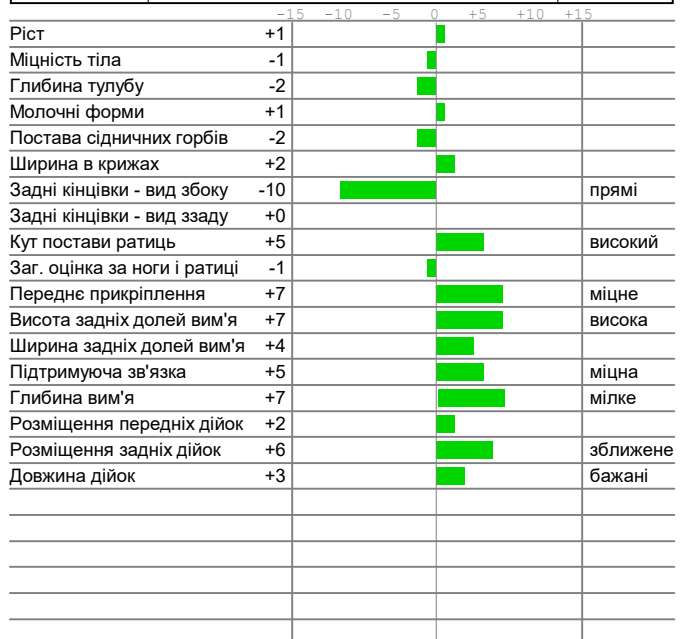 -15 -10 -5 0 +5 +10 +15
Ріст +1
Міцність тіла -1
Глибина тулубу -2
Молочні форми +1
Постава сідничних горбів -2
Ширина в крижах +2
Задні кінцівки - вид збоку -10 прямі
Задні кінцівки - вид ззаду +0
Кут постави ратиць +5 високий
Заг. оцінка за ноги і ратиці -1
Переднє прикріплення +7 міцне
Висота задніх долей вим'я +7 висока
Ширина задніх долей вим'я +4
Підтримуюча зв'язка +5 міцна
Глибина вим'я +7 мілке
Розміщення передніх дійок +2
Розміщення задніх дійок +6 зближене
Довжина дійок +3 бажані